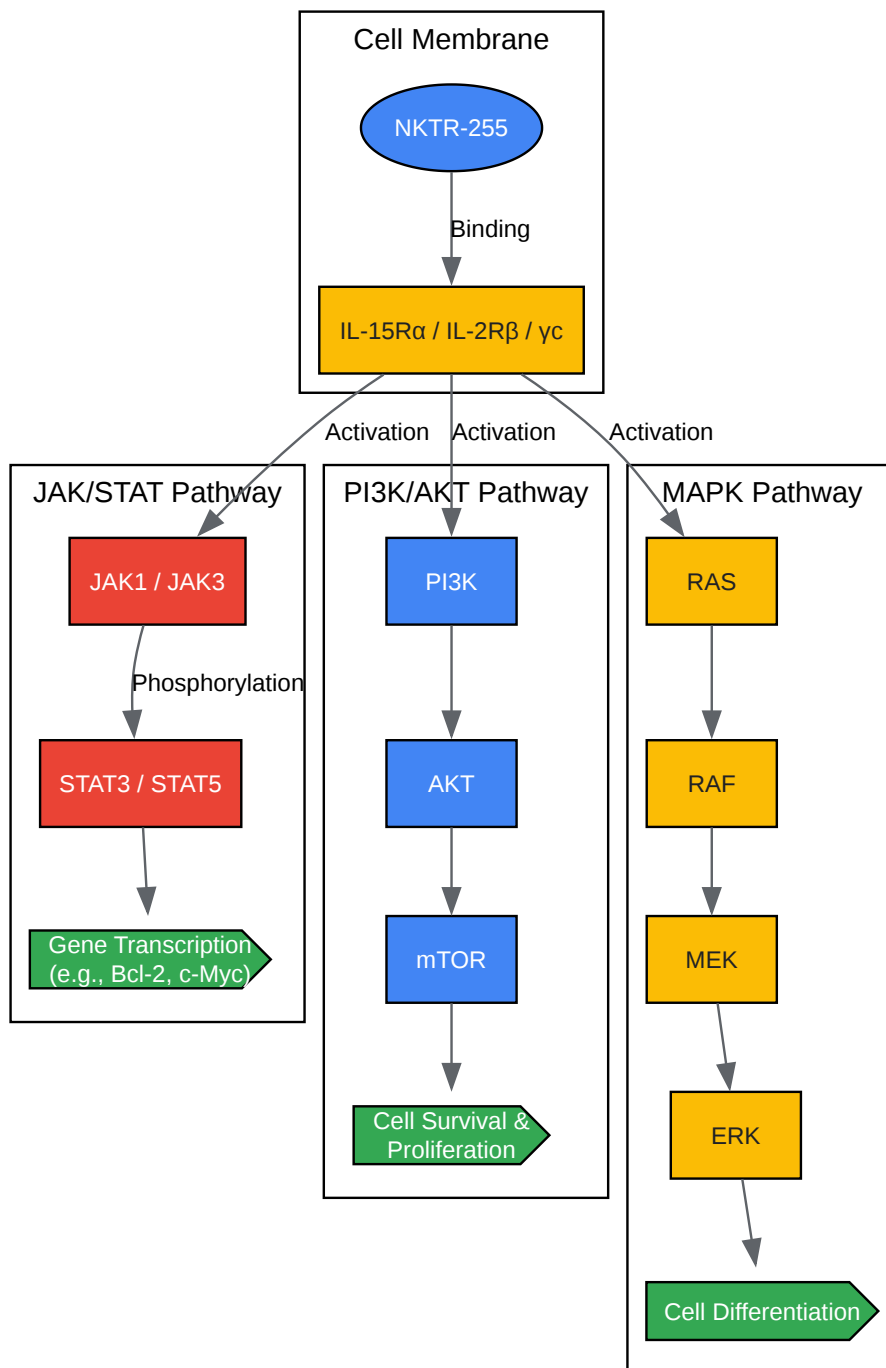 Cell Membrane
NKTR-255
Binding
IL-15Rα / IL-2Rβ / γc
Activation
Activation
Activation
JAK/STAT Pathway
JAK1 / JAK3
Phosphorylation
STAT3 / STAT5
Gene Transcription
(e.g., Bcl-2, c-Myc)
PI3K/AKT Pathway
PI3K
AKT
mTOR
Cell Survival &
Proliferation
MAPK Pathway
RAS
RAF
MEK
ERK
Cell Differentiation